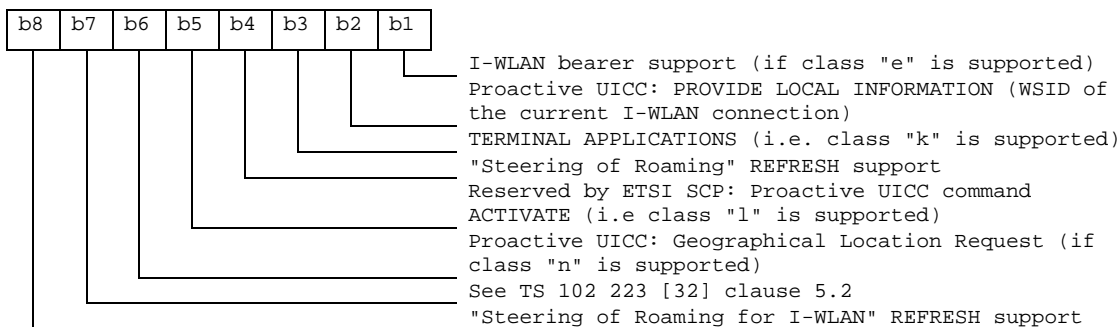 b8 b7 b6 b5 b4 b3 b2 b1
I-WLAN bearer support (if class "e" is supported)
Proactive UICC: PROVIDE LOCAL INFORMATION (WSID of
the current I-WLAN connection)
TERMINAL APPLICATIONS (i.e. class "k" is supported)
"Steering of Roaming" REFRESH support
Reserved by ETSI SCP: Proactive UICC command
ACTIVATE (i.e class "l" is supported)
Proactive UICC: Geographical Location Request (if
class "n" is supported)
See TS 102 223 [32] clause 5.2
"Steering of Roaming for I-WLAN" REFRESH support